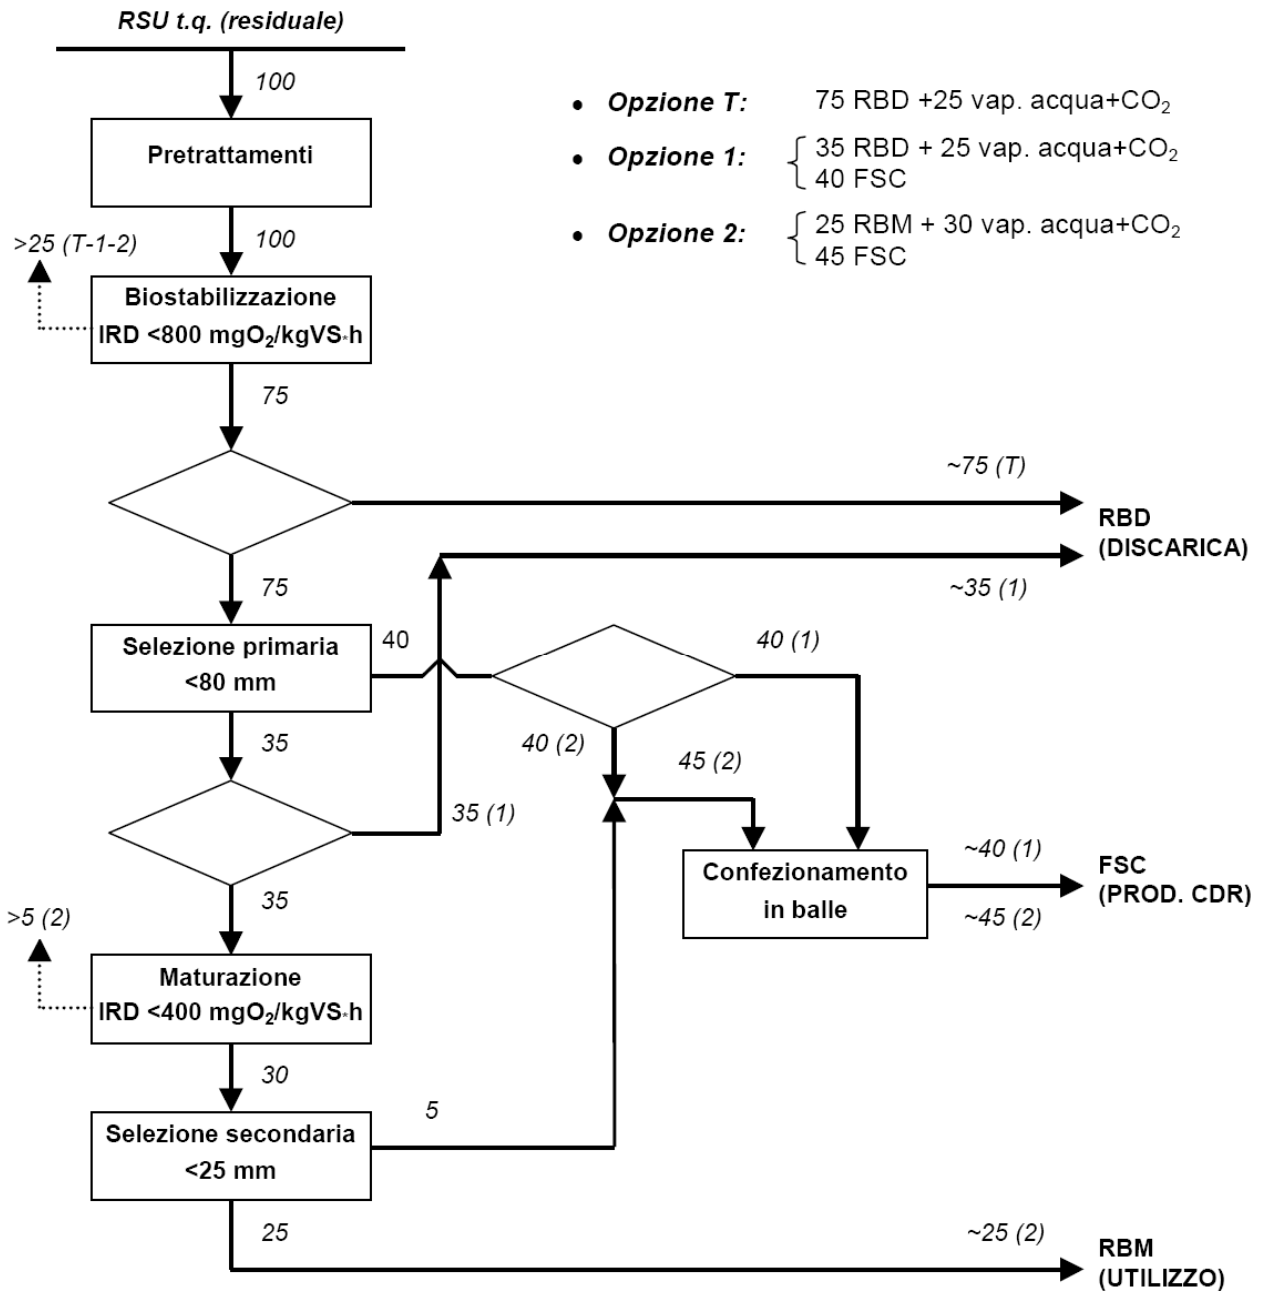 RSU t.q. (residuale)
100
• Opzione T: 75 RBD +25 vap. acqua+CO₂
• Opzione 1: 35 RBD + 25 vap. acqua+CO₂
40 FSC
• Opzione 2: 25 RBM + 30 vap. acqua+CO₂
45 FSC
Pretrattamenti
>25 (T-1-2)
100
Biostabilizzazione
IRD <800 mgO₂/kgVS*h
75
~75 (T)
RBD
(DISCARICA)
~35 (1)
75
Selezione primaria
<80 mm
40
40 (1)
40 (2)
45 (2)
35
35 (1)
Confezionamento
in balle
~40 (1)
~45 (2)
FSC
(PROD. CDR)
35
>5 (2)
Maturazione
IRD <400 mgO₂/kgVS*h
30
Selezione secondaria
<25 mm
5
25
~25 (2)
RBM
(UTILIZZO)